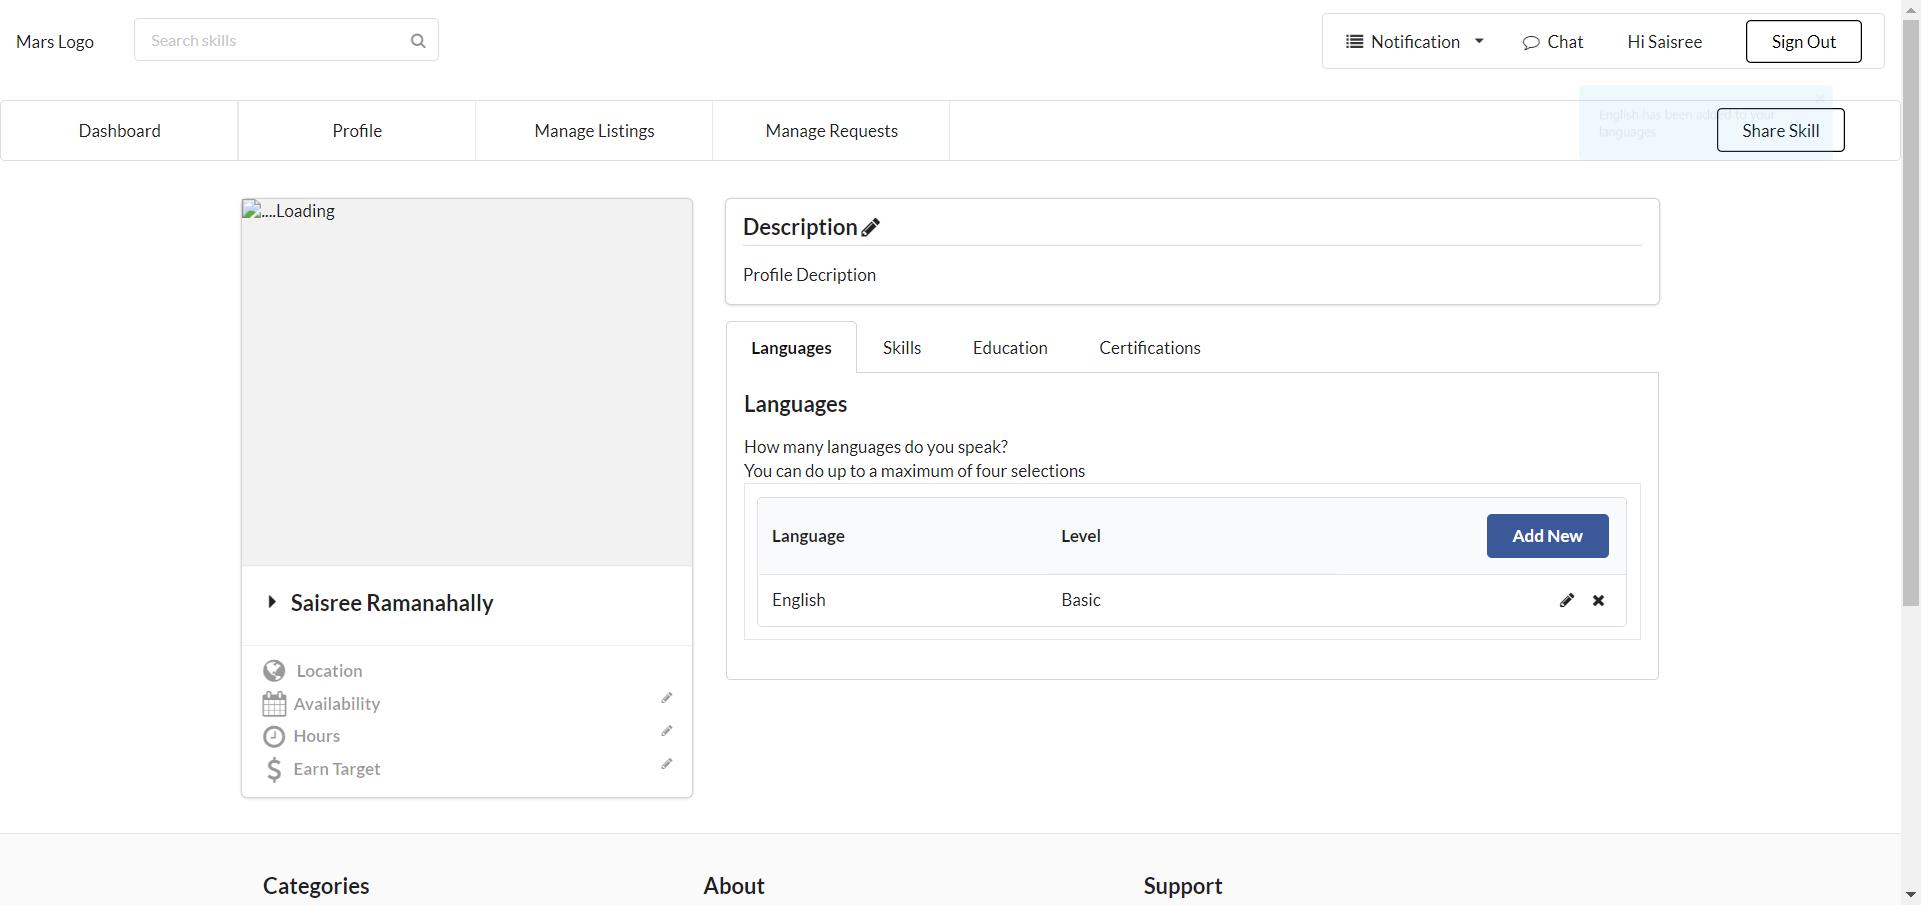 Mars Logo
Search skills
Notification
Chat
Hi Saisree
Sign Out
Dashboard
Profile
Manage Listings
Manage Requests
English has been added to your
languages
Share Skill
....Loading
Description
Profile Decription
Languages
Skills
Education
Certifications
Languages
How many languages do you speak?
You can do up to a maximum of four selections
Language Level Add New
English Basic
Saisree Ramanahally
Location
Availability
Hours
Earn Target
Categories
About
Support